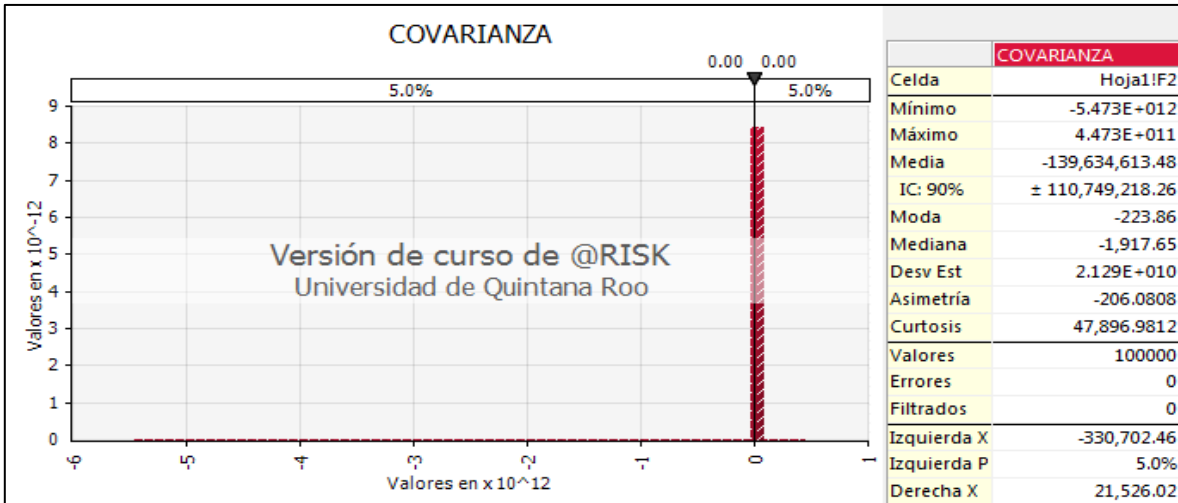 COVARIANZA
0.00 0.00
5.0% 5.0%
9
8
7
6
5
4
3
2
1
0
Valores en x 10^-12
Versión de curso de @RISK
Universidad de Quintana Roo
-6 -5 -4 -3 -2 -1 0 1
Valores en x 10^12
COVARIANZA
Celda Hoja1!F2
Mínimo -5.473E+012
Máximo 4.473E+011
Media -139,634,613.48
IC: 90% ± 110,749,218.26
Moda -223.86
Mediana -1,917.65
Desv Est 2.129E+010
Asimetría -206.0808
Curtosis 47,896.9812
Valores 100000
Errores 0
Filtrados 0
Izquierda X -330,702.46
Izquierda P 5.0%
Derecha X 21,526.02